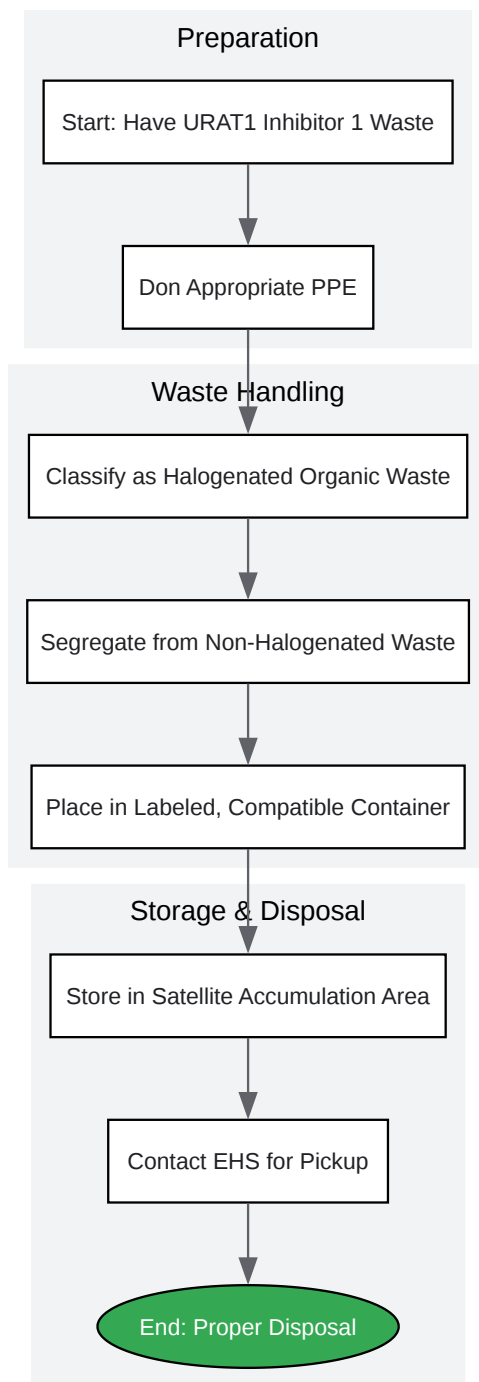 Preparation
Start: Have URAT1 Inhibitor 1 Waste
Don Appropriate PPE
Waste Handling
Classify as Halogenated Organic Waste
Segregate from Non-Halogenated Waste
Place in Labeled, Compatible Container
Storage & Disposal
Store in Satellite Accumulation Area
Contact EHS for Pickup
End: Proper Disposal